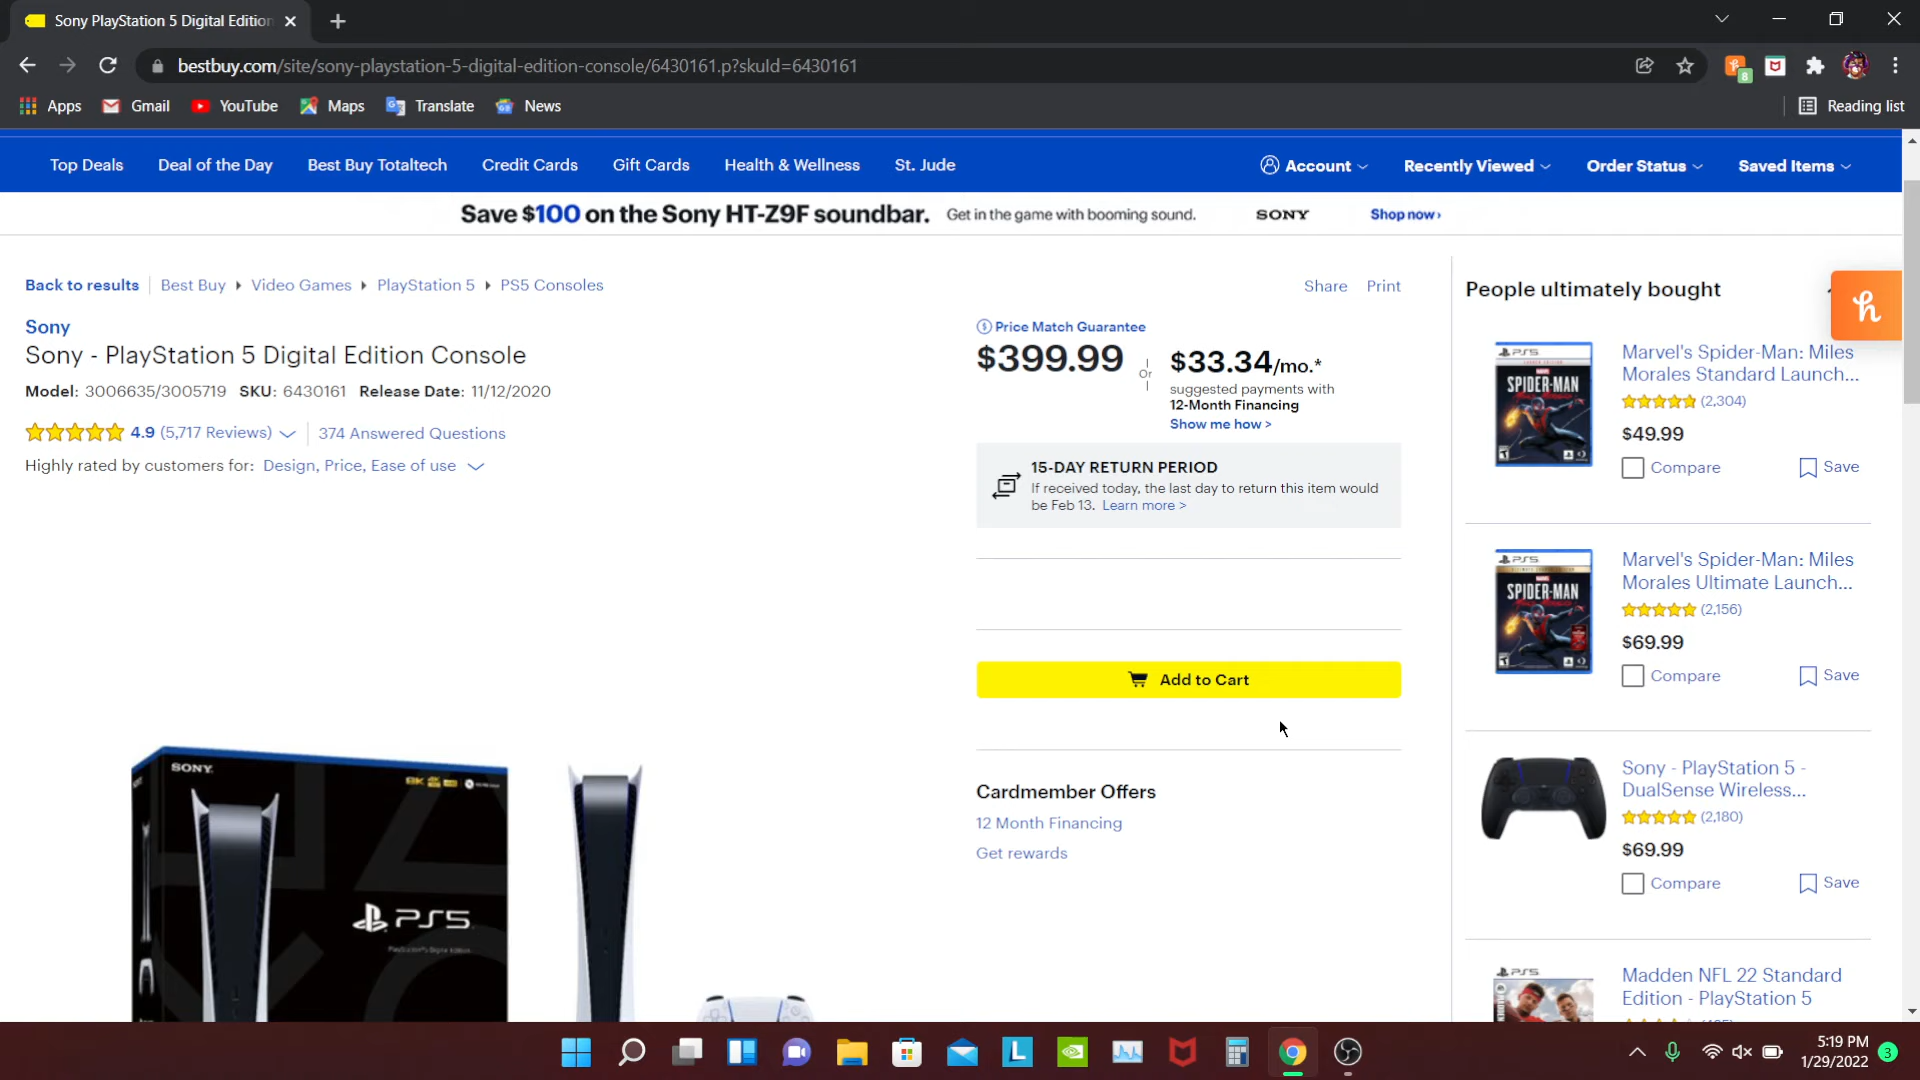 Sony PlayStation 5 Digital Edition
bestbuy.com/site/sony-playstation-5-digital-edition-console/6430161.p?skuId=6430161
8
Apps Gmail YouTube Maps Translate News Reading list
Top Deals Deal of the Day Best Buy Totaltech Credit Cards Gift Cards Health & Wellness St. Jude Account Recently Viewed Order Status Saved Items
Save $100 on the Sony HT-Z9F soundbar. Get in the game with booming sound. SONY Shop now›
Back to results Best Buy Video Games PlayStation 5 PS5 Consoles
Share Print
Sony
Sony - PlayStation 5 Digital Edition Console
Model: 3006635/3005719 SKU: 6430161 Release Date: 11/12/2020
4.9 (5,717 Reviews) 374 Answered Questions
Highly rated by customers for: Design, Price, Ease of use
SONY
PS5
Price Match Guarantee
$399.99
Or
$33.34/mo.*
suggested payments with
12-Month Financing
Show me how >
15-DAY RETURN PERIOD
If received today, the last day to return this item would
be Feb 13. Learn more >
Add to Cart
Cardmember Offers
12 Month Financing
Get rewards
People ultimately bought
h
PS5
SPIDER-MAN
Marvel's Spider-Man: Miles
Morales Standard Launch...
(2,304)
$49.99
Compare Save
PS5
SPIDER-MAN
Marvel's Spider-Man: Miles
Morales Ultimate Launch...
(2,156)
$69.99
Compare Save
Sony - PlayStation 5 -
DualSense Wireless...
(2,180)
$69.99
Compare Save
PS5
Madden NFL 22 Standard
Edition - PlayStation 5
L
5:19 PM
1/29/2022
3